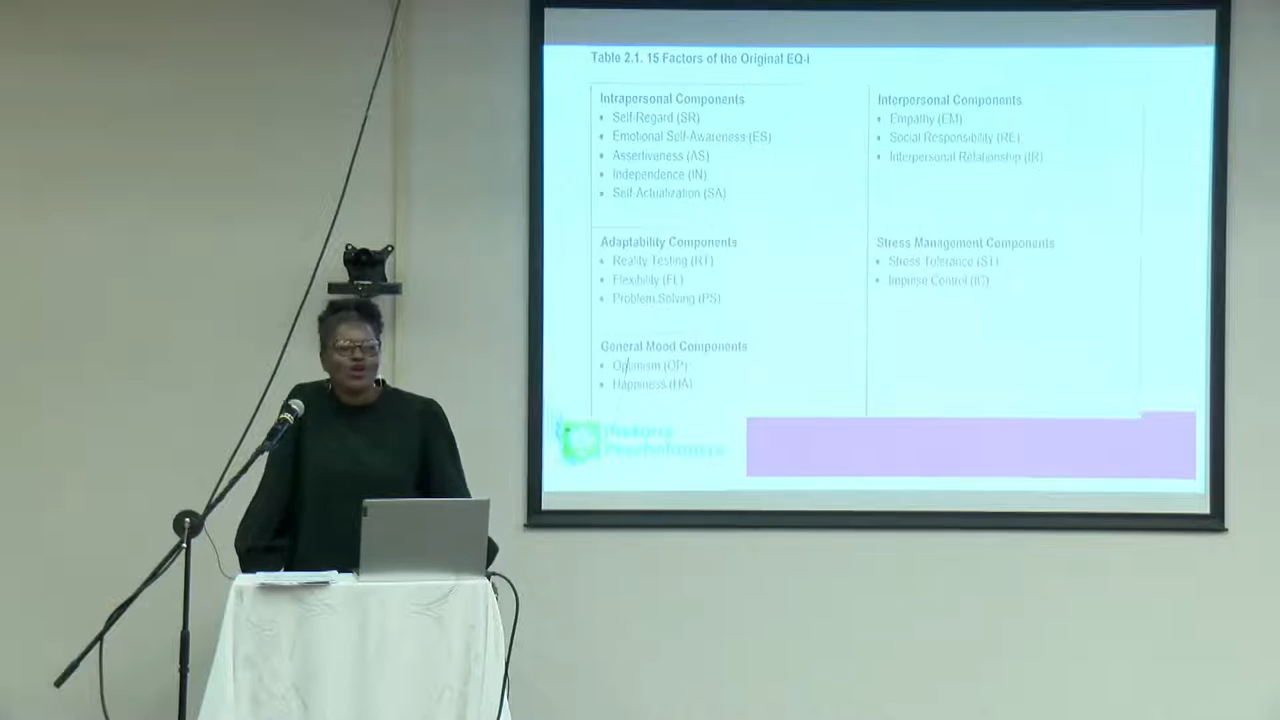 Table 2.1. 15 Factors of the Original EQ-i
Intrapersonal Components
• Self-Regard (SR)
• Emotional Self-Awareness (ES)
• Assertiveness (AS)
• Independence (IN)
• Self-Actualization (SA)
Interpersonal Components
• Empathy (EM)
• Social Responsibility (RE)
• Interpersonal Relationship (IR)
Adaptability Components
• Reality Testing (RT)
• Flexibility (FL)
• Problem Solving (PS)
Stress Management Components
• Stress Tolerance (ST)
• Impulse Control (IC)
General Mood Components
• Optimism (OP)
• Happiness (HA)